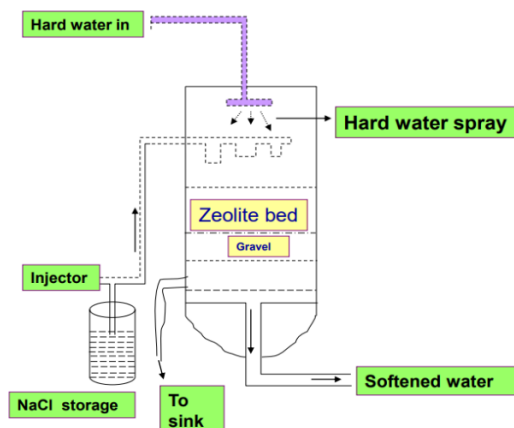 Hard water in
Hard water spray
Zeolite bed
Gravel
Injector
NaCl storage
To
sink
Softened water